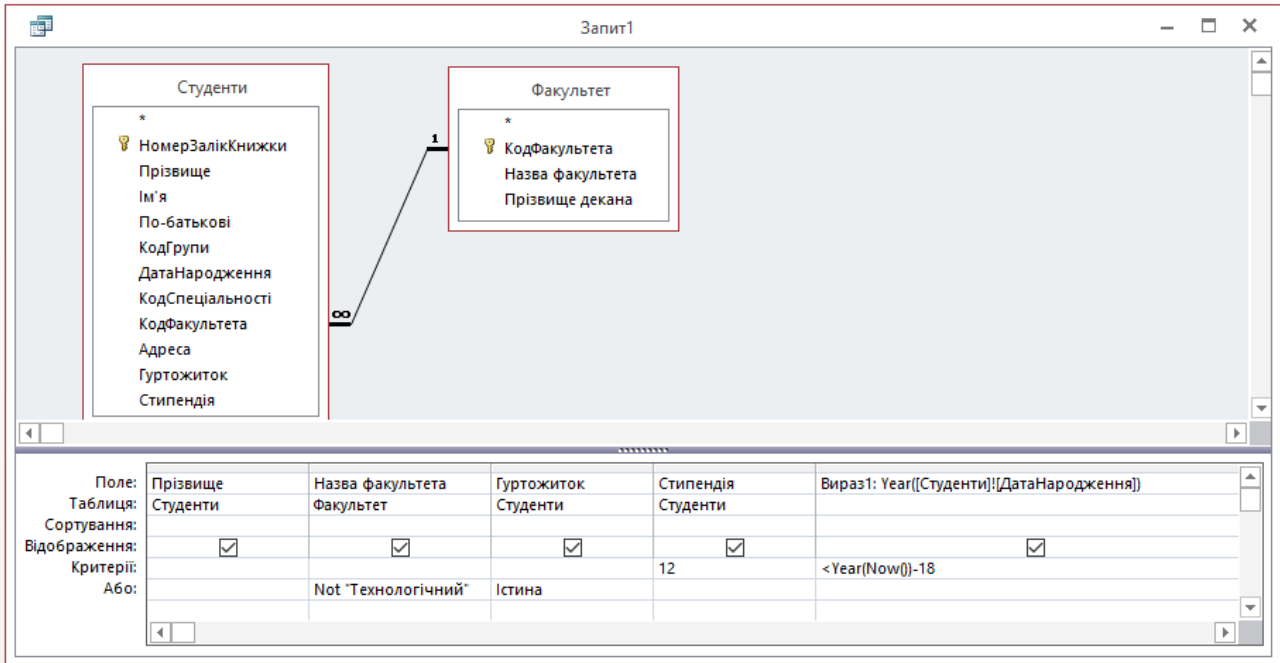 Запит1
Студенти
*
НомерЗалікКнижки
Прізвище
Ім'я
По-батькові
КодГрупи
ДатаНародження
КодСпеціальності
КодФакультета
Адреса
Гуртожиток
Стипендія
∞
1
Факультет
*
КодФакультета
Назва факультета
Прізвище декана
Поле: Прізвище Назва факультета Гуртожиток Стипендія Вираз1: Year([Студенти]![ДатаНародження])
Таблиця: Студенти Факультет Студенти Студенти
Сортування:
Відображення:
Критерії: 12 <Year(Now())-18
Або: Not "Технологічний" Істина